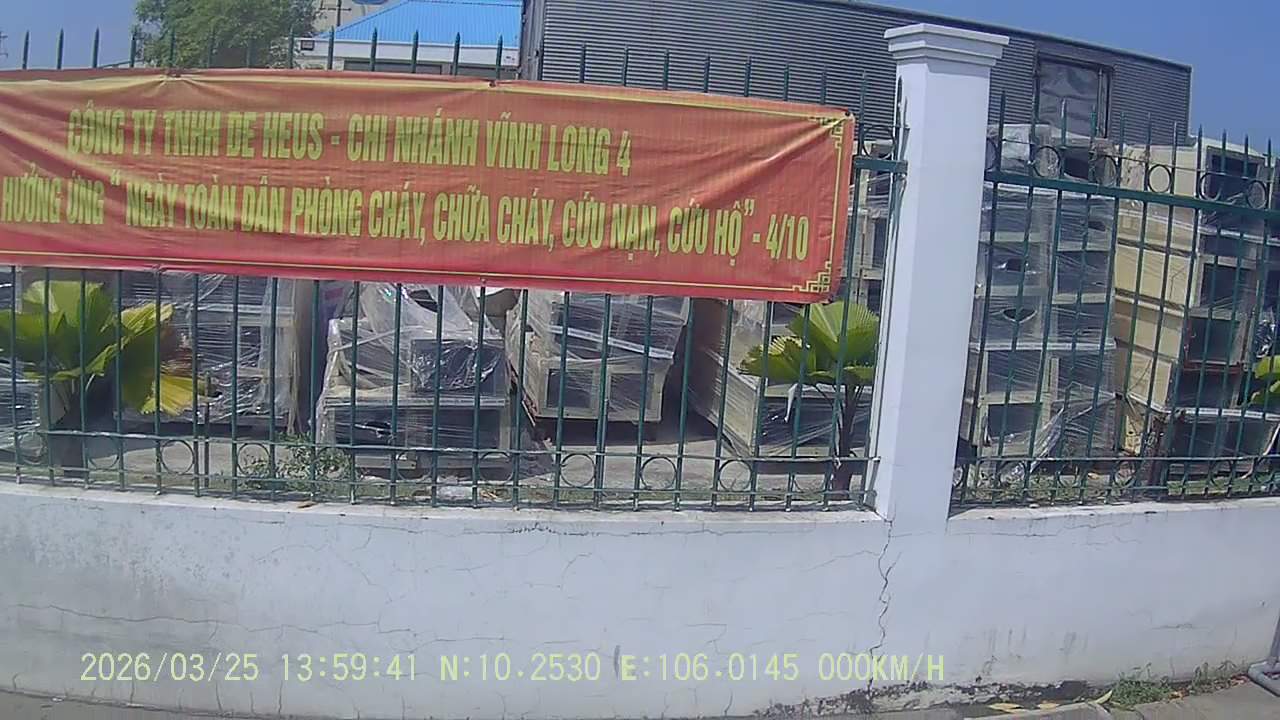 CÔNG TY TNHH DE HEUS - CHI NHÁNH VĨNH LONG 4
HƯỞNG ỨNG "NGÀY TOÀN DÂN PHÒNG CHÁY, CHỮA CHÁY, CỨU NẠN, CỨU HỘ" - 4/10
2026/03/25 13:59:41 N:10.2530 E:106.0145 000KM/H